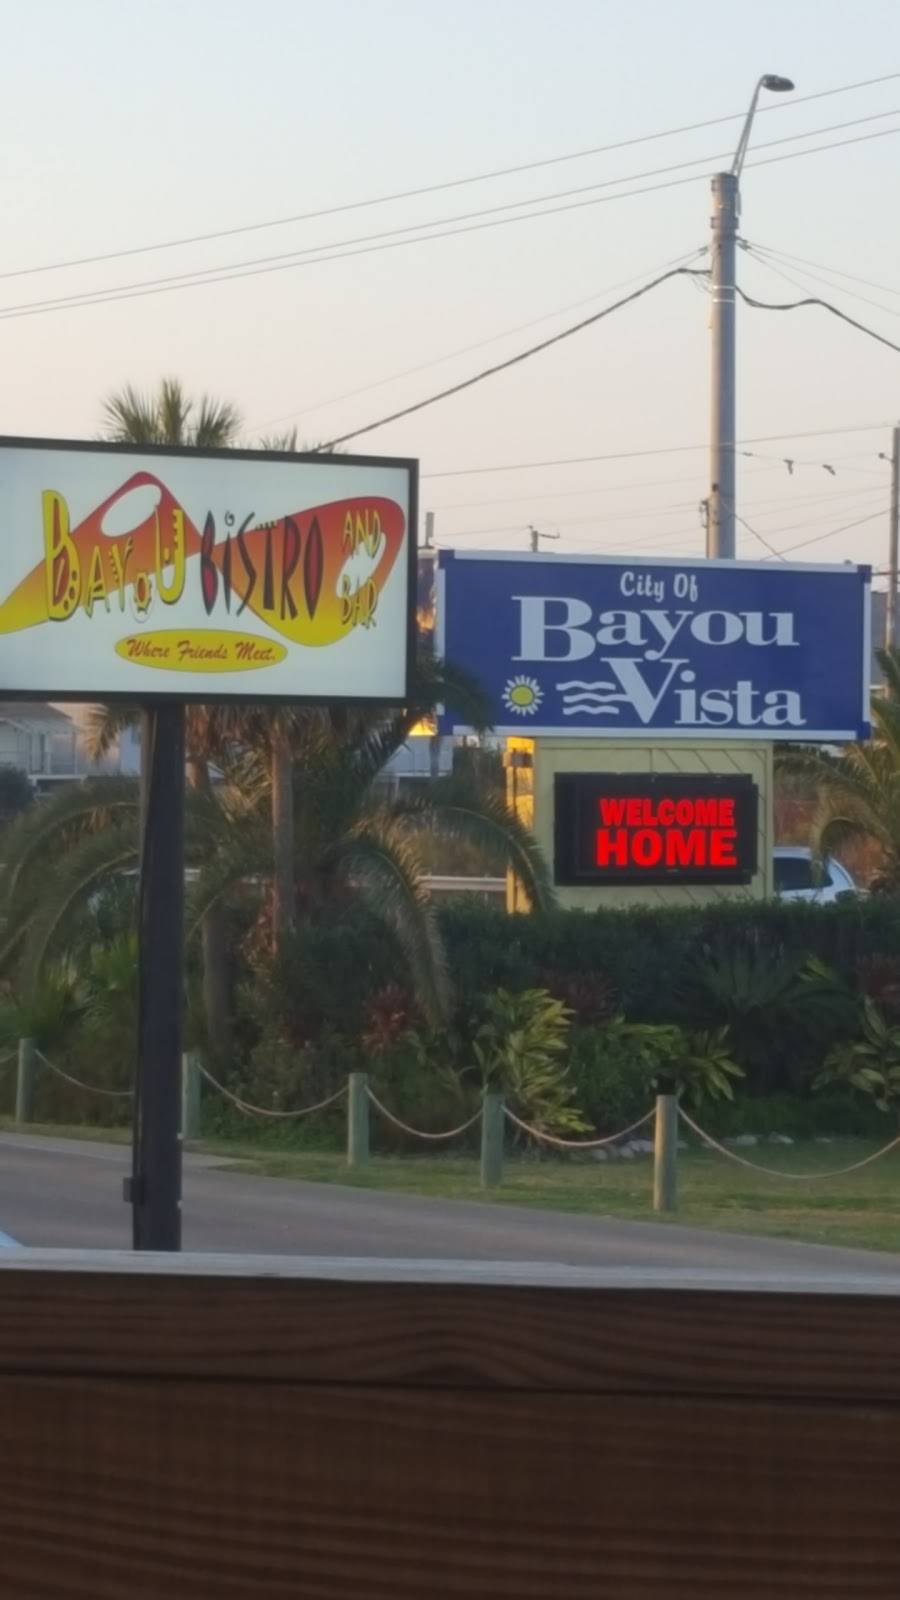 BAYOU BISTRO AND BAR
Where Friends Meet.
City Of
Bayou
Vista
WELCOME
HOME